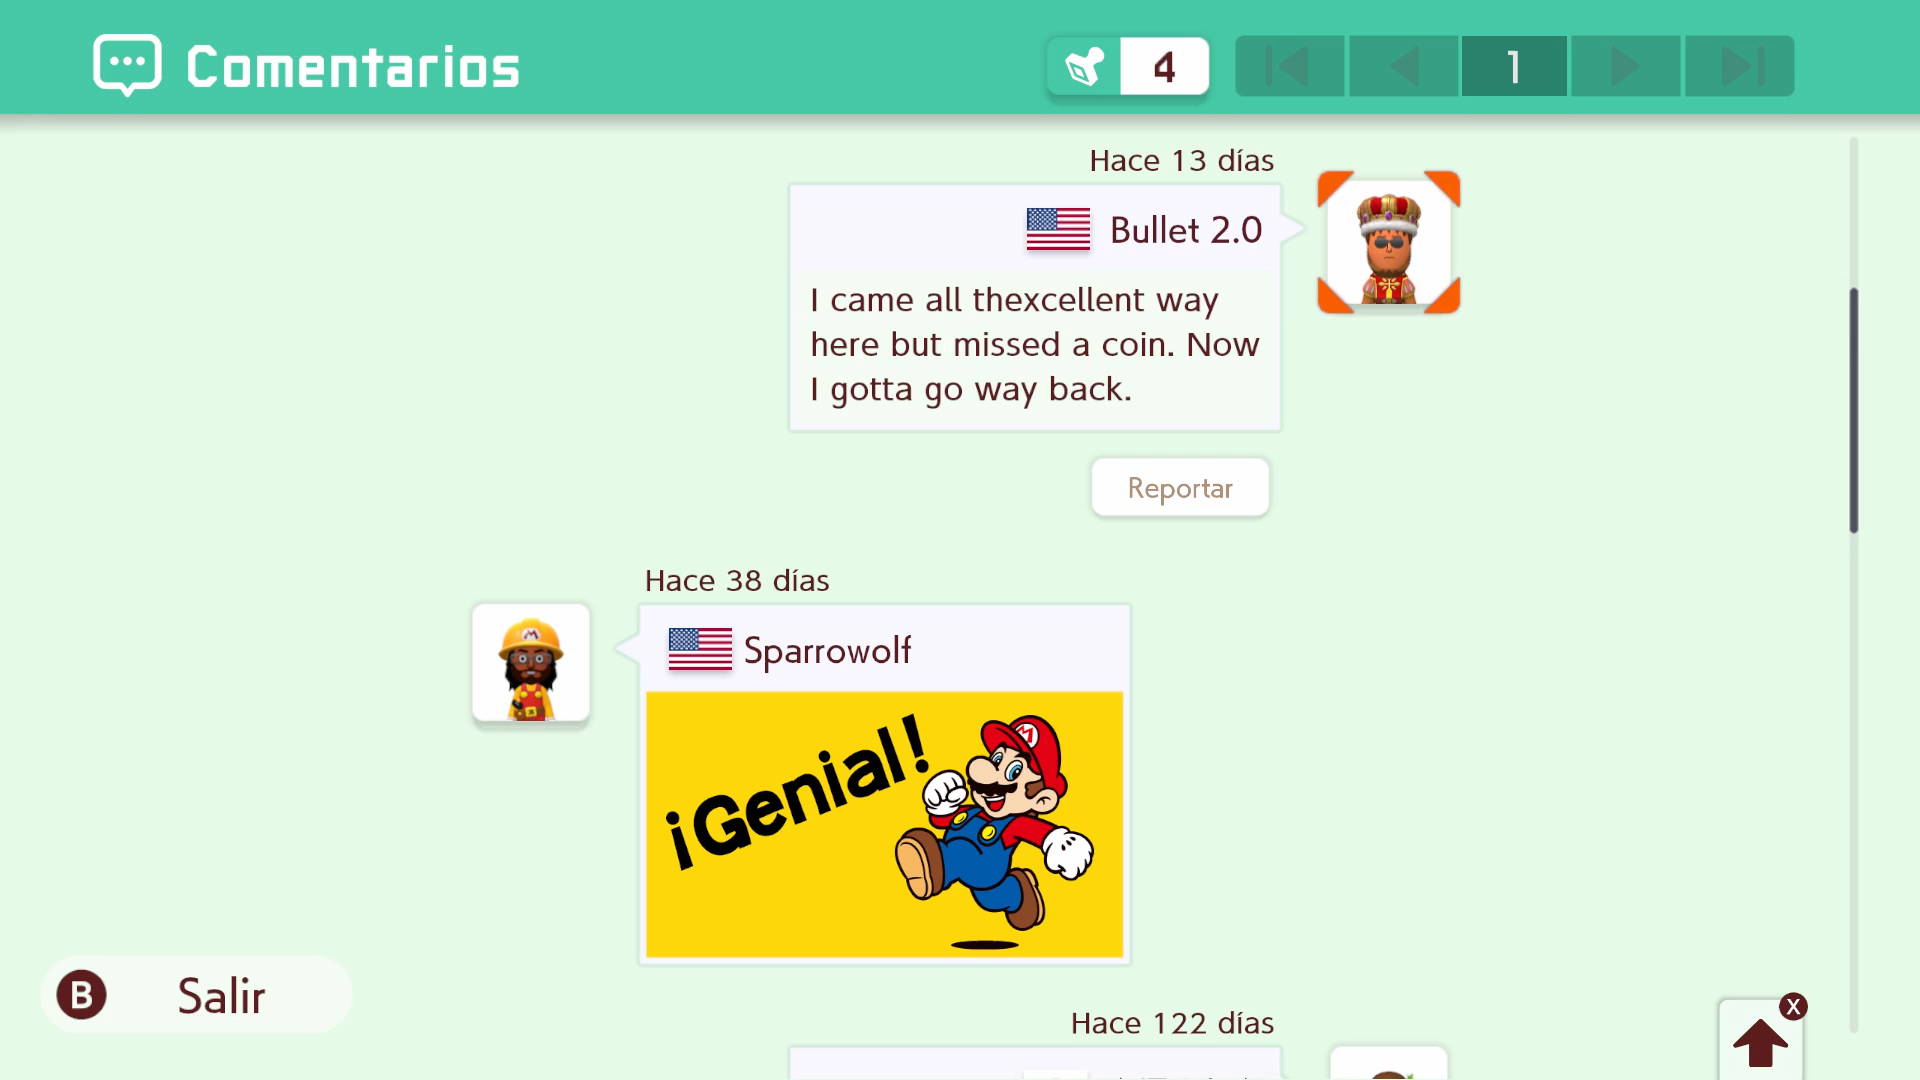 Comentarios
4
1
Hace 13 días
Bullet 2.0
I came all thexcellent way
here but missed a coin. Now
I gotta go way back.
Reportar
Hace 38 días
Sparrowolf
¡Genial!
M
B Salir
Hace 122 días
X